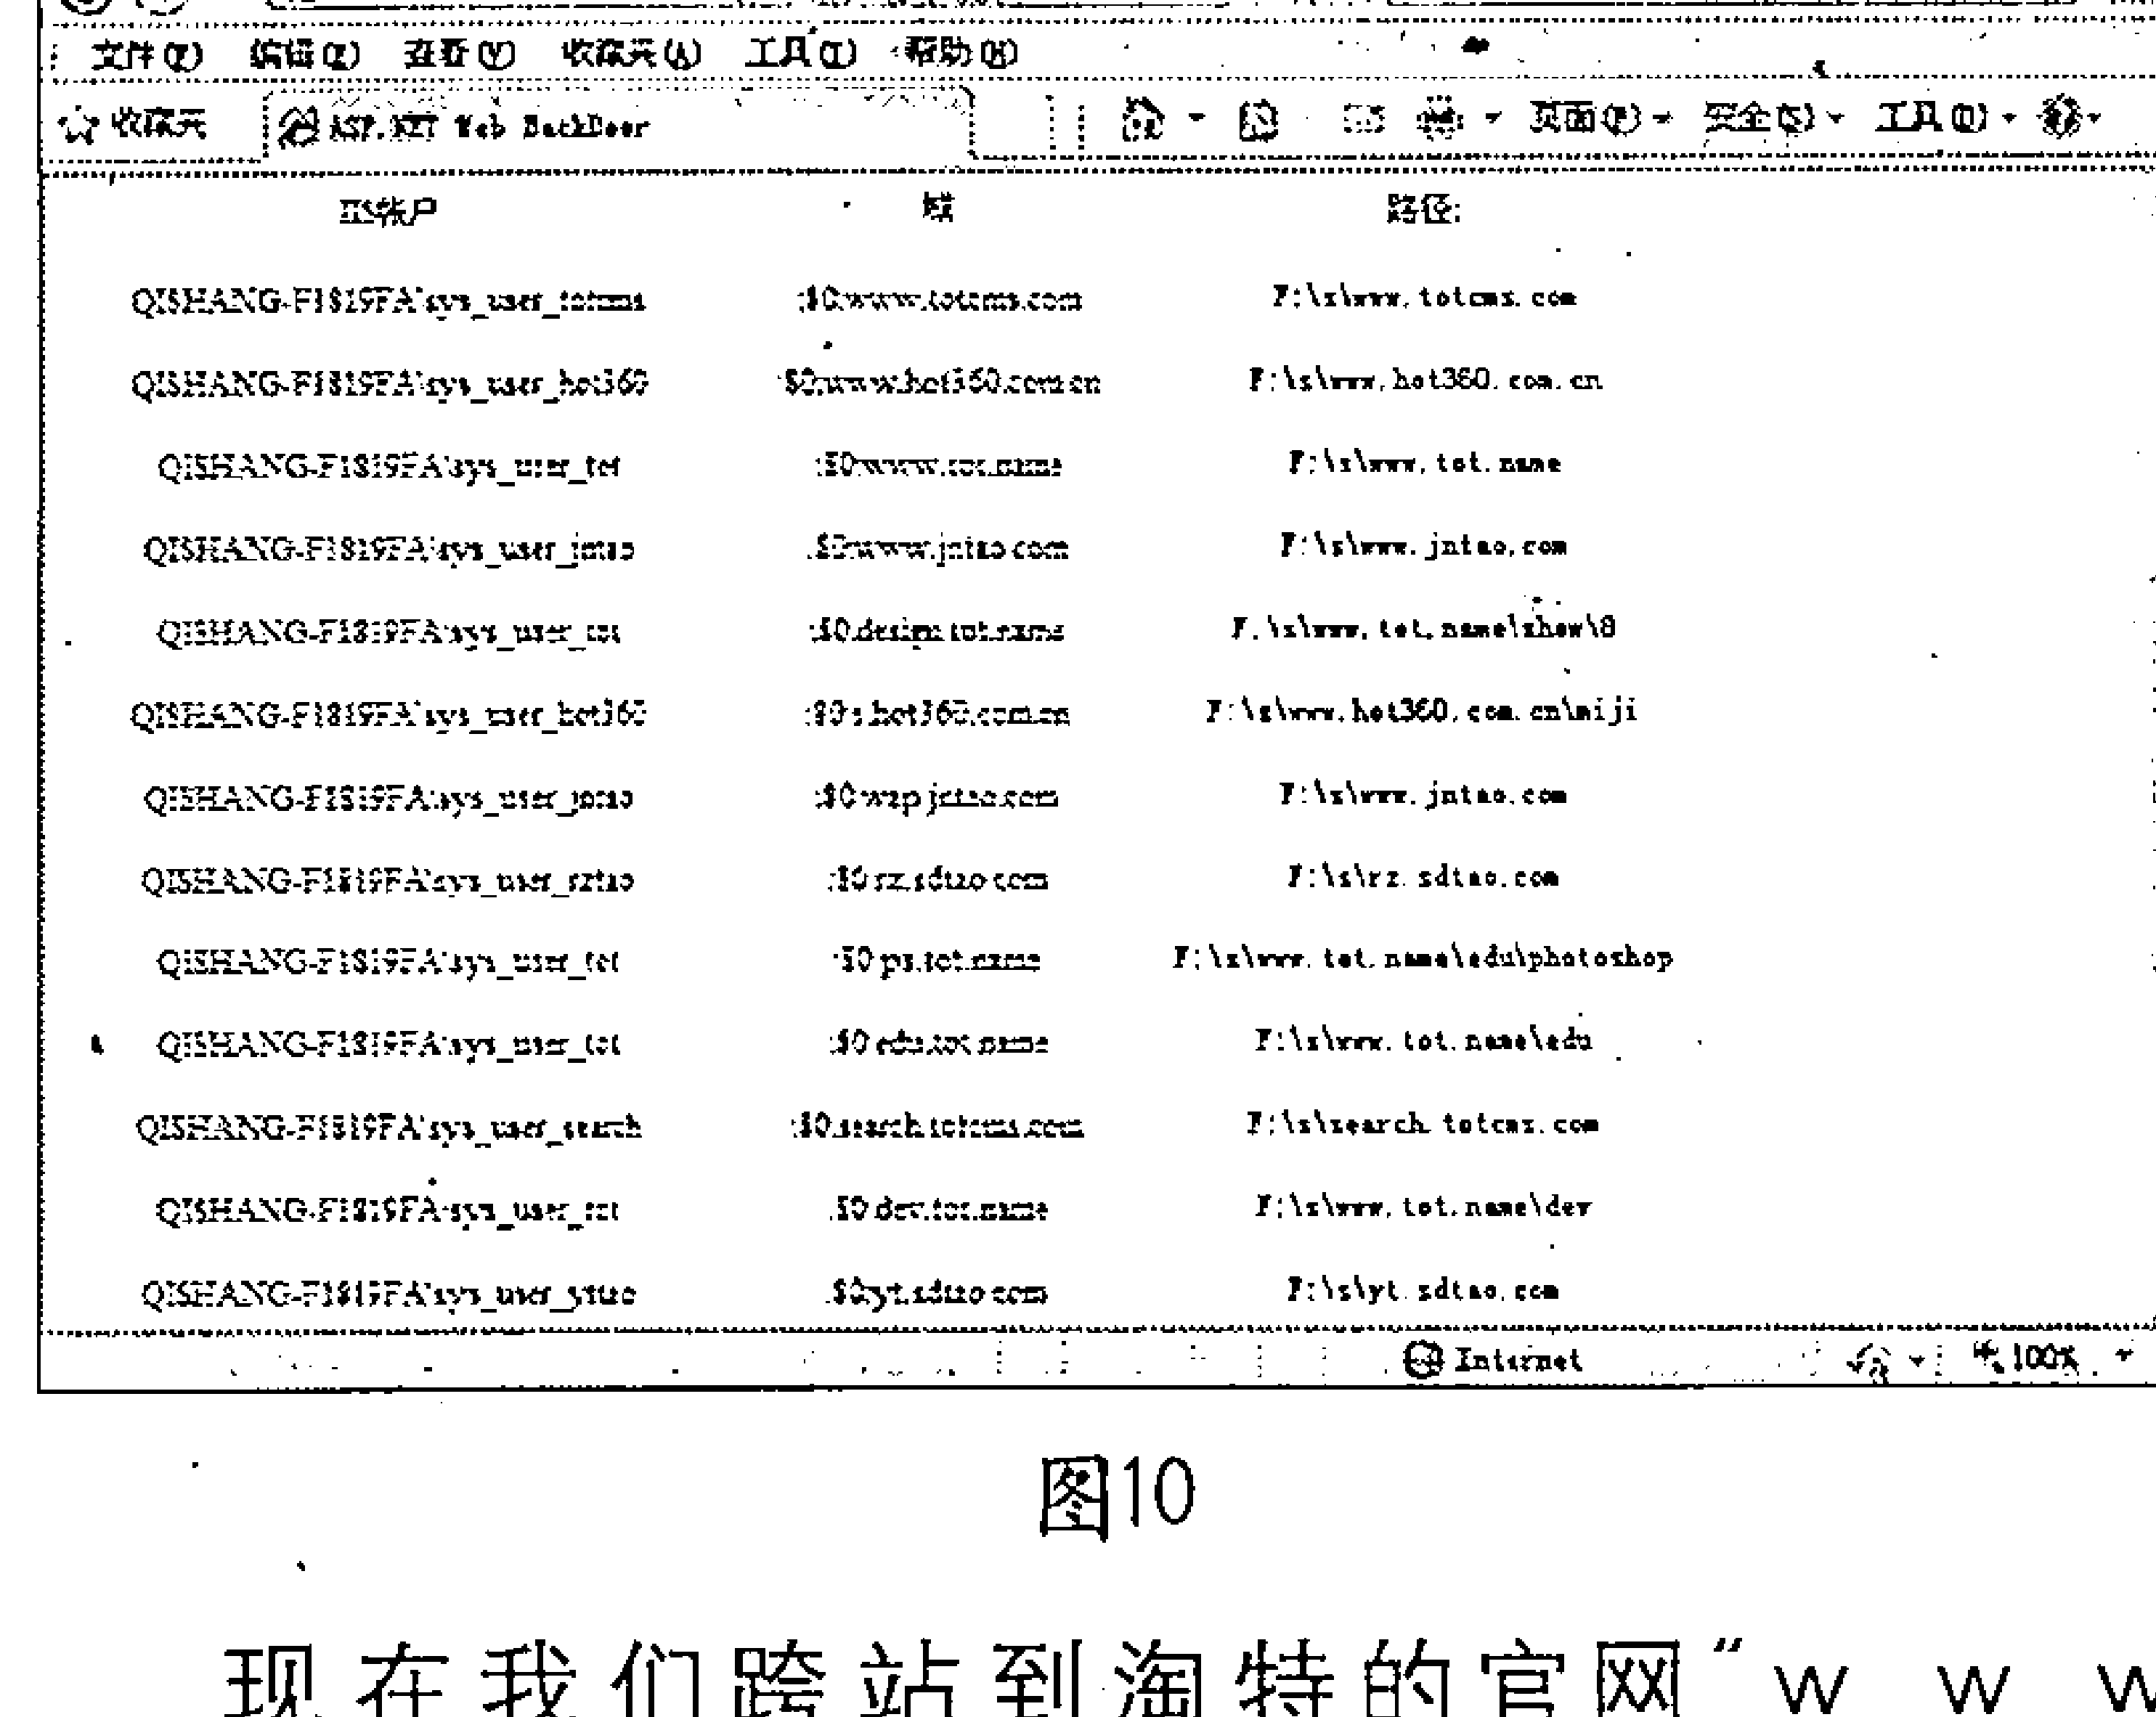 文件(F) 编辑(E) 查看(V) 收藏夹(A) 工具(T) 帮助(H)
收藏夹 ASP.NET Web BackDoor 页面(P) 安全(S) 工具(O)
IIS帐户 域 路径:
QISHANG-F1819FA\sys_user_totcms :80:www.totcms.com F:\s\www.totcms.com
QISHANG-F1819FA\sys_user_hot360 :80:www.hot360.com.cn F:\s\www.hot360.com.cn
QISHANG-F1819FA\sys_user_tot :80:www.tot.name F:\s\www.tot.name
QISHANG-F1819FA\sys_user_jntao :80:www.jntao.com F:\s\www.jntao.com
QISHANG-F1819FA\sys_user_tot :80:design.tot.name F:\s\www.tot.name\show\8
QISHANG-F1819FA\sys_user_hot360 :80:s.hot360.com.cn F:\s\www.hot360.com.cn\miji
QISHANG-F1819FA\sys_user_jntao :80:wap.jntao.com F:\s\www.jntao.com
QISHANG-F1819FA\sys_user_rztao :80:rz.sdtao.com F:\s\rz.sdtao.com
QISHANG-F1819FA\sys_user_tot :80:ps.tot.name F:\s\www.tot.name\edu\photoshop
QISHANG-F1819FA\sys_user_tot :80:edu.tot.name F:\s\www.tot.name\edu
QISHANG-F1819FA\sys_user_search :80:search.totcms.com F:\s\search.totcms.com
QISHANG-F1819FA\sys_user_tot :80:dev.tot.name F:\s\www.tot.name\dev
QISHANG-F1819FA\sys_user_yttao :80:yt.sdtao.com F:\s\yt.sdtao.com
Internet 100%
图10
现在我们跨站到淘特的官网“www